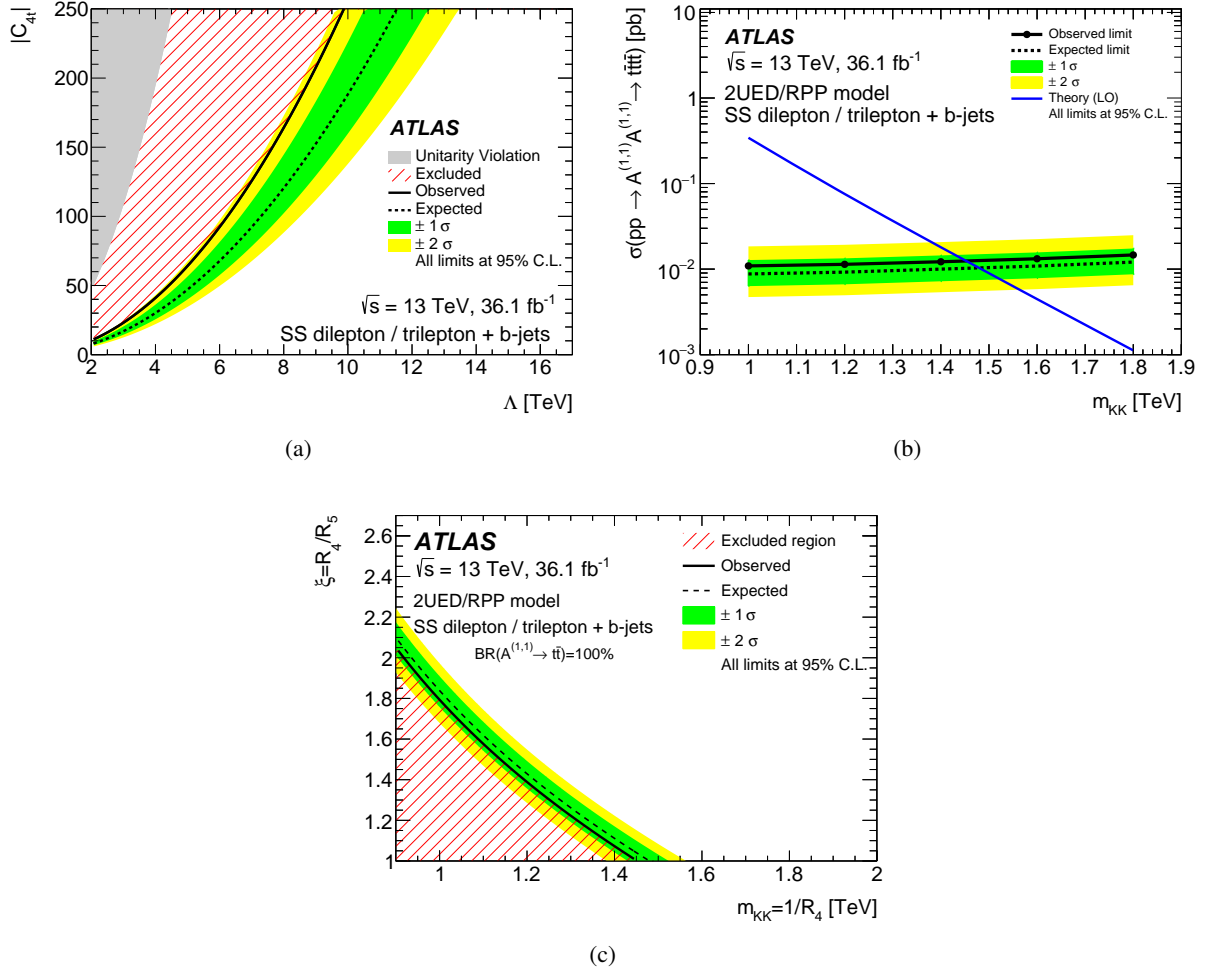 |C4t|
250
200
150
100
50
0
2 4 6 8 10 12 14 16
Λ [TeV]
ATLAS
Unitarity Violation
Excluded
Observed
Expected
± 1 σ
± 2 σ
All limits at 95% C.L.
√s = 13 TeV, 36.1 fb⁻¹
SS dilepton / trilepton + b-jets
(a)
σ(pp → A⁽¹,¹⁾A⁽¹,¹⁾→ tt̄tt̄) [pb]
10
1
10⁻¹
10⁻²
10⁻³
0.9 1 1.1 1.2 1.3 1.4 1.5 1.6 1.7 1.8 1.9
m_KK [TeV]
ATLAS
√s = 13 TeV, 36.1 fb⁻¹
2UED/RPP model
SS dilepton / trilepton + b-jets
Observed limit
Expected limit
± 1 σ
± 2 σ
Theory (LO)
All limits at 95% C.L.
(b)
ξ=R₄/R₅
2.6
2.4
2.2
2
1.8
1.6
1.4
1.2
1
1 1.2 1.4 1.6 1.8 2
m_KK=1/R₄ [TeV]
ATLAS
√s = 13 TeV, 36.1 fb⁻¹
2UED/RPP model
SS dilepton / trilepton + b-jets
BR(A⁽¹,¹⁾→ tt̄)=100%
Excluded region
Observed
Expected
± 1 σ
± 2 σ
All limits at 95% C.L.
(c)